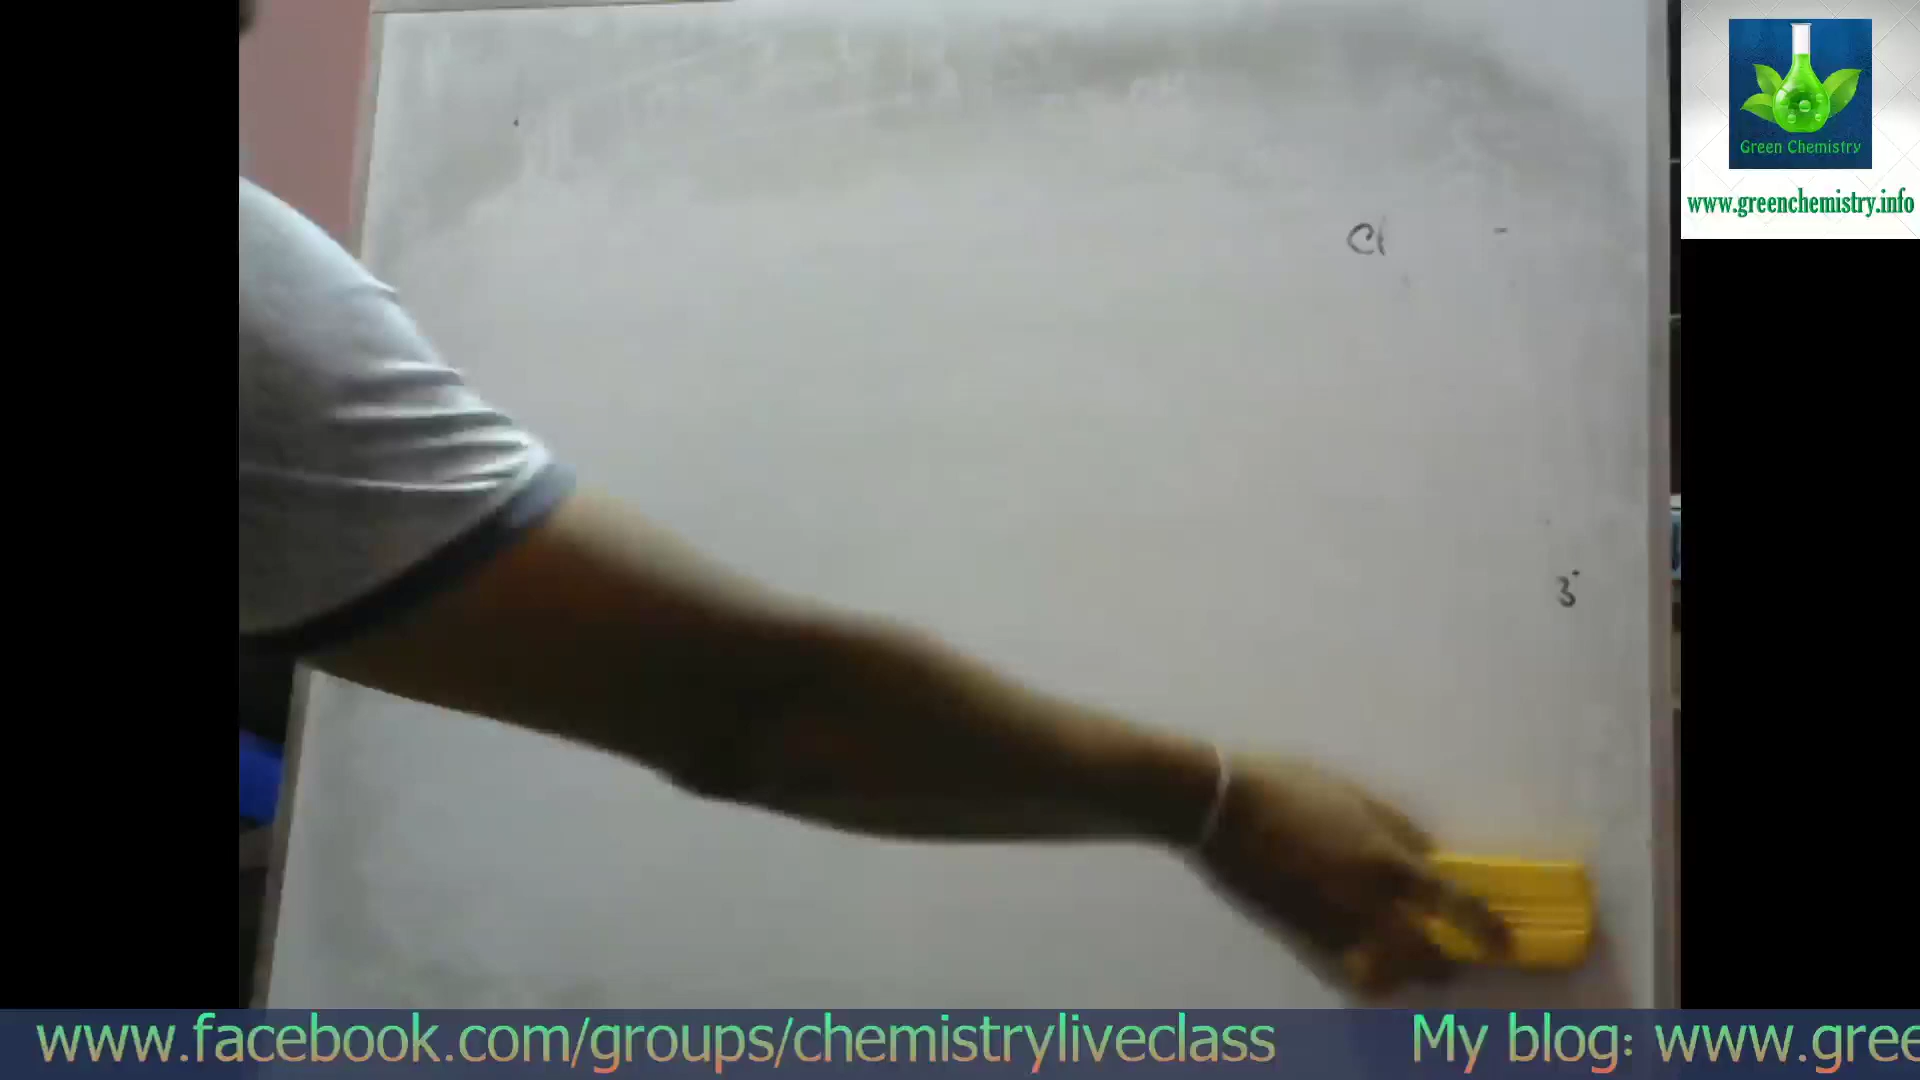 Green Chemistry
www.greenchemistry.info
Cl -
3
www.facebook.com/groups/chemistryliveclass My blog: www.gree